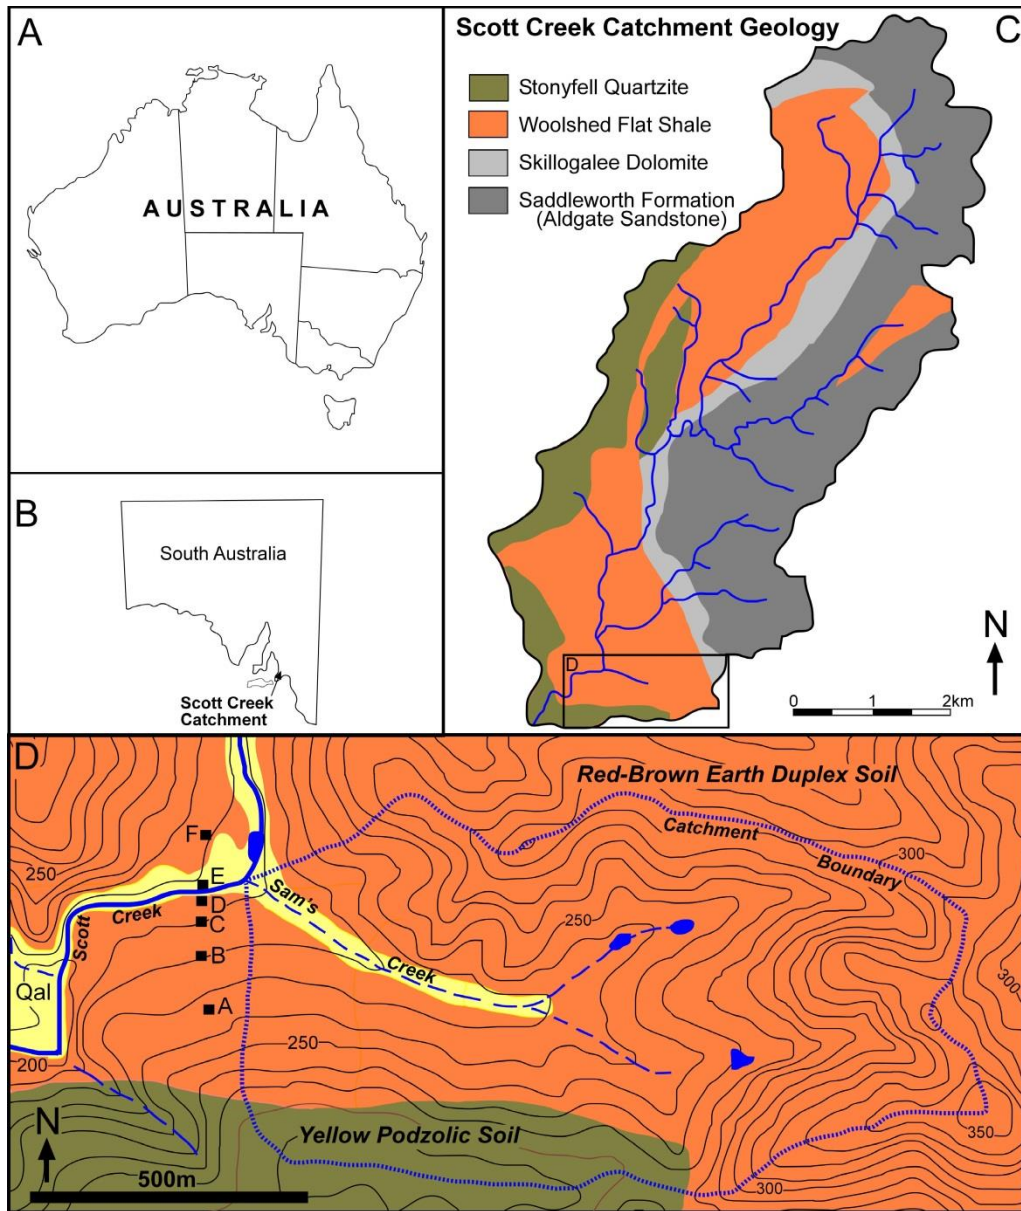 A
AUSTRALIA
B
South Australia
Scott Creek
Catchment
Scott Creek Catchment Geology
C
Stonyfell Quartzite
Woolshed Flat Shale
Skillogalee Dolomite
Saddleworth Formation
(Aldgate Sandstone)
D
N
0 1 2km
D
Red-Brown Earth Duplex Soil
Catchment
Boundary
300
F
250
E
D
C
B
A
Scott
Creek
Sam's
Creek
250
300
Qal
200
250
350
300
Yellow Podzolic Soil
N
500m